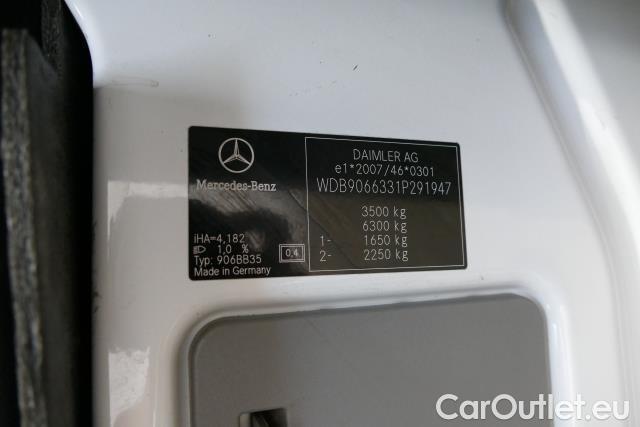 Mercedes-Benz
iHA=4,182
1,0 %
Typ: 906BB35
Made in Germany
0,4
DAIMLER AG
e1*2007/46*0301
WDB9066331P291947
3500 kg
6300 kg
1- 1650 kg
2- 2250 kg
CarOutlet.eu